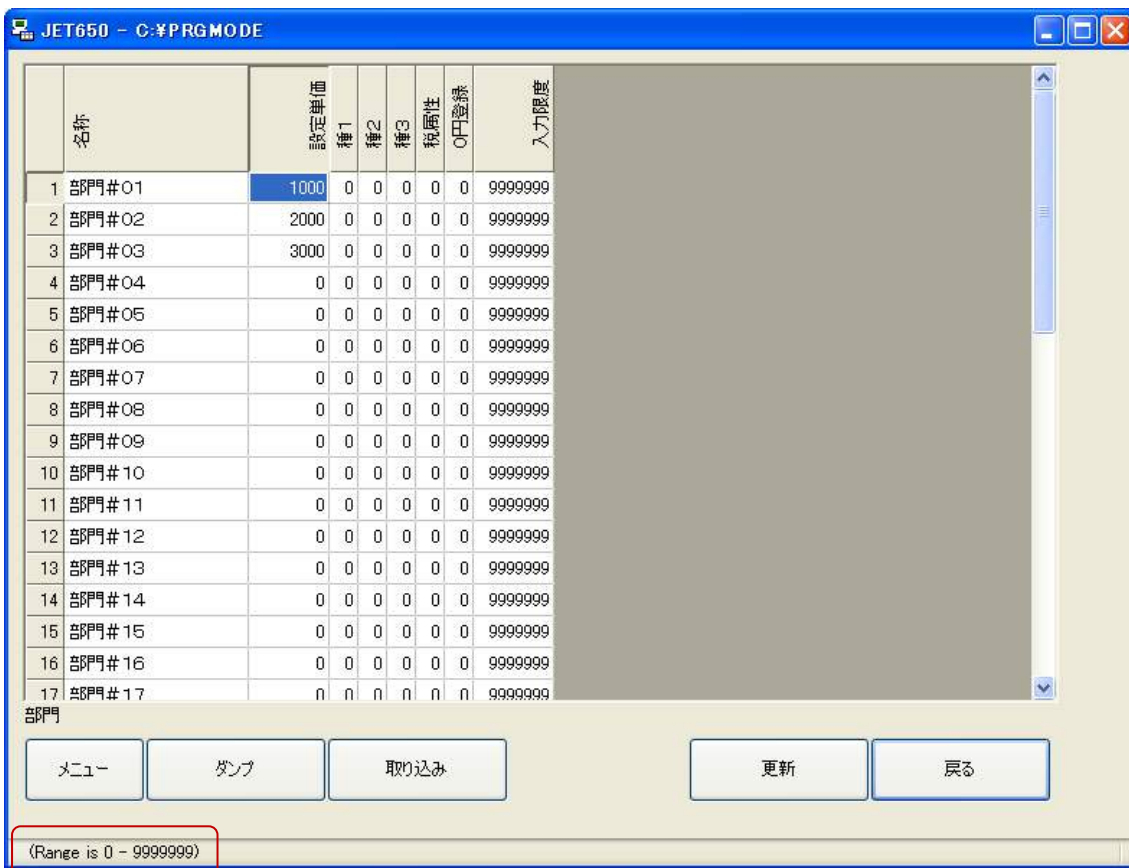 JET650 - C:¥PRGMODE
名称 設定単価 種1 種2 種3 税属性 0円登録 入力限度
1 部門#01 1000 0 0 0 0 0 9999999
2 部門#02 2000 0 0 0 0 0 9999999
3 部門#03 3000 0 0 0 0 0 9999999
4 部門#04 0 0 0 0 0 0 9999999
5 部門#05 0 0 0 0 0 0 9999999
6 部門#06 0 0 0 0 0 0 9999999
7 部門#07 0 0 0 0 0 0 9999999
8 部門#08 0 0 0 0 0 0 9999999
9 部門#09 0 0 0 0 0 0 9999999
10 部門#10 0 0 0 0 0 0 9999999
11 部門#11 0 0 0 0 0 0 9999999
12 部門#12 0 0 0 0 0 0 9999999
13 部門#13 0 0 0 0 0 0 9999999
14 部門#14 0 0 0 0 0 0 9999999
15 部門#15 0 0 0 0 0 0 9999999
16 部門#16 0 0 0 0 0 0 9999999
17 部門#17 0 0 0 0 0 0 9999999
部門
メニュー ダンプ 取り込み 更新 戻る
(Range is 0 - 9999999)